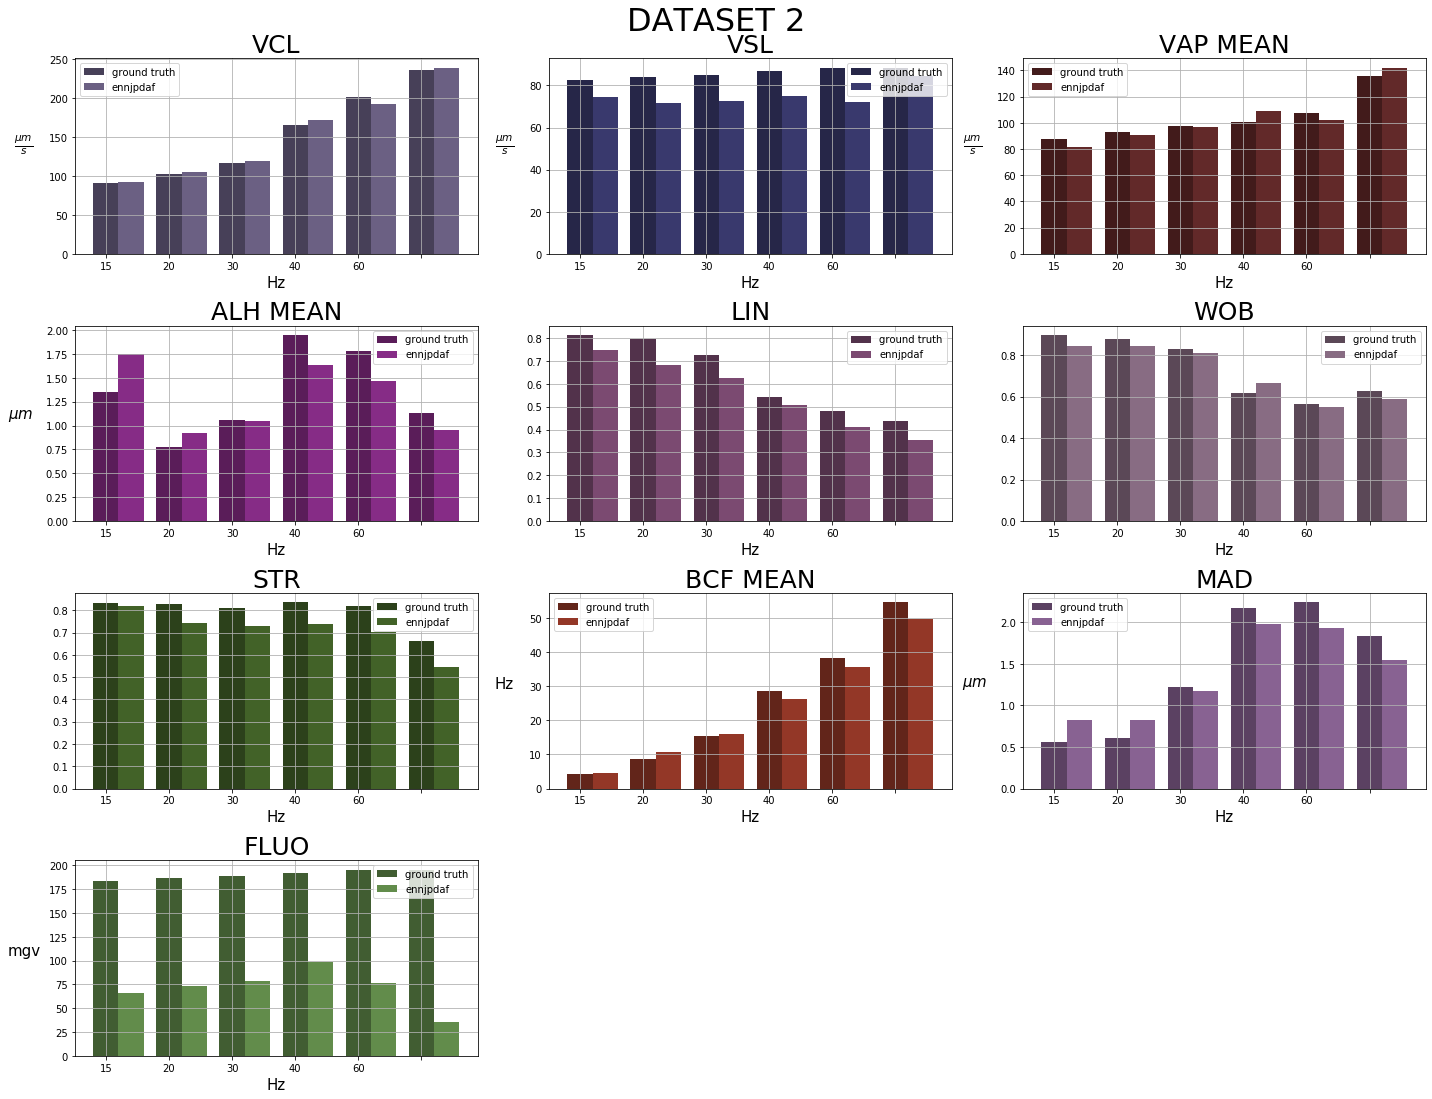 DATASET 2
VCL
250
200
150
100
50
0
μm
s
ground truth
ennjpdaf
15 20 30 40 60
Hz
VSL
80
60
40
20
0
μm
s
ground truth
ennjpdaf
15 20 30 40 60
Hz
VAP MEAN
140
120
100
80
60
40
20
0
μm
s
ground truth
ennjpdaf
15 20 30 40 60
Hz
ALH MEAN
2.00
1.75
1.50
1.25
1.00
0.75
0.50
0.25
0.00
μm
ground truth
ennjpdaf
15 20 30 40 60
Hz
LIN
0.8
0.7
0.6
0.5
0.4
0.3
0.2
0.1
0.0
ground truth
ennjpdaf
15 20 30 40 60
Hz
WOB
0.8
0.6
0.4
0.2
0.0
ground truth
ennjpdaf
15 20 30 40 60
Hz
STR
0.8
0.7
0.6
0.5
0.4
0.3
0.2
0.1
0.0
ground truth
ennjpdaf
15 20 30 40 60
Hz
BCF MEAN
50
40
30
20
10
0
Hz
ground truth
ennjpdaf
15 20 30 40 60
Hz
MAD
2.0
1.5
1.0
0.5
0.0
μm
ground truth
ennjpdaf
15 20 30 40 60
Hz
FLUO
200
175
150
125
100
75
50
25
0
mgv
ground truth
ennjpdaf
15 20 30 40 60
Hz